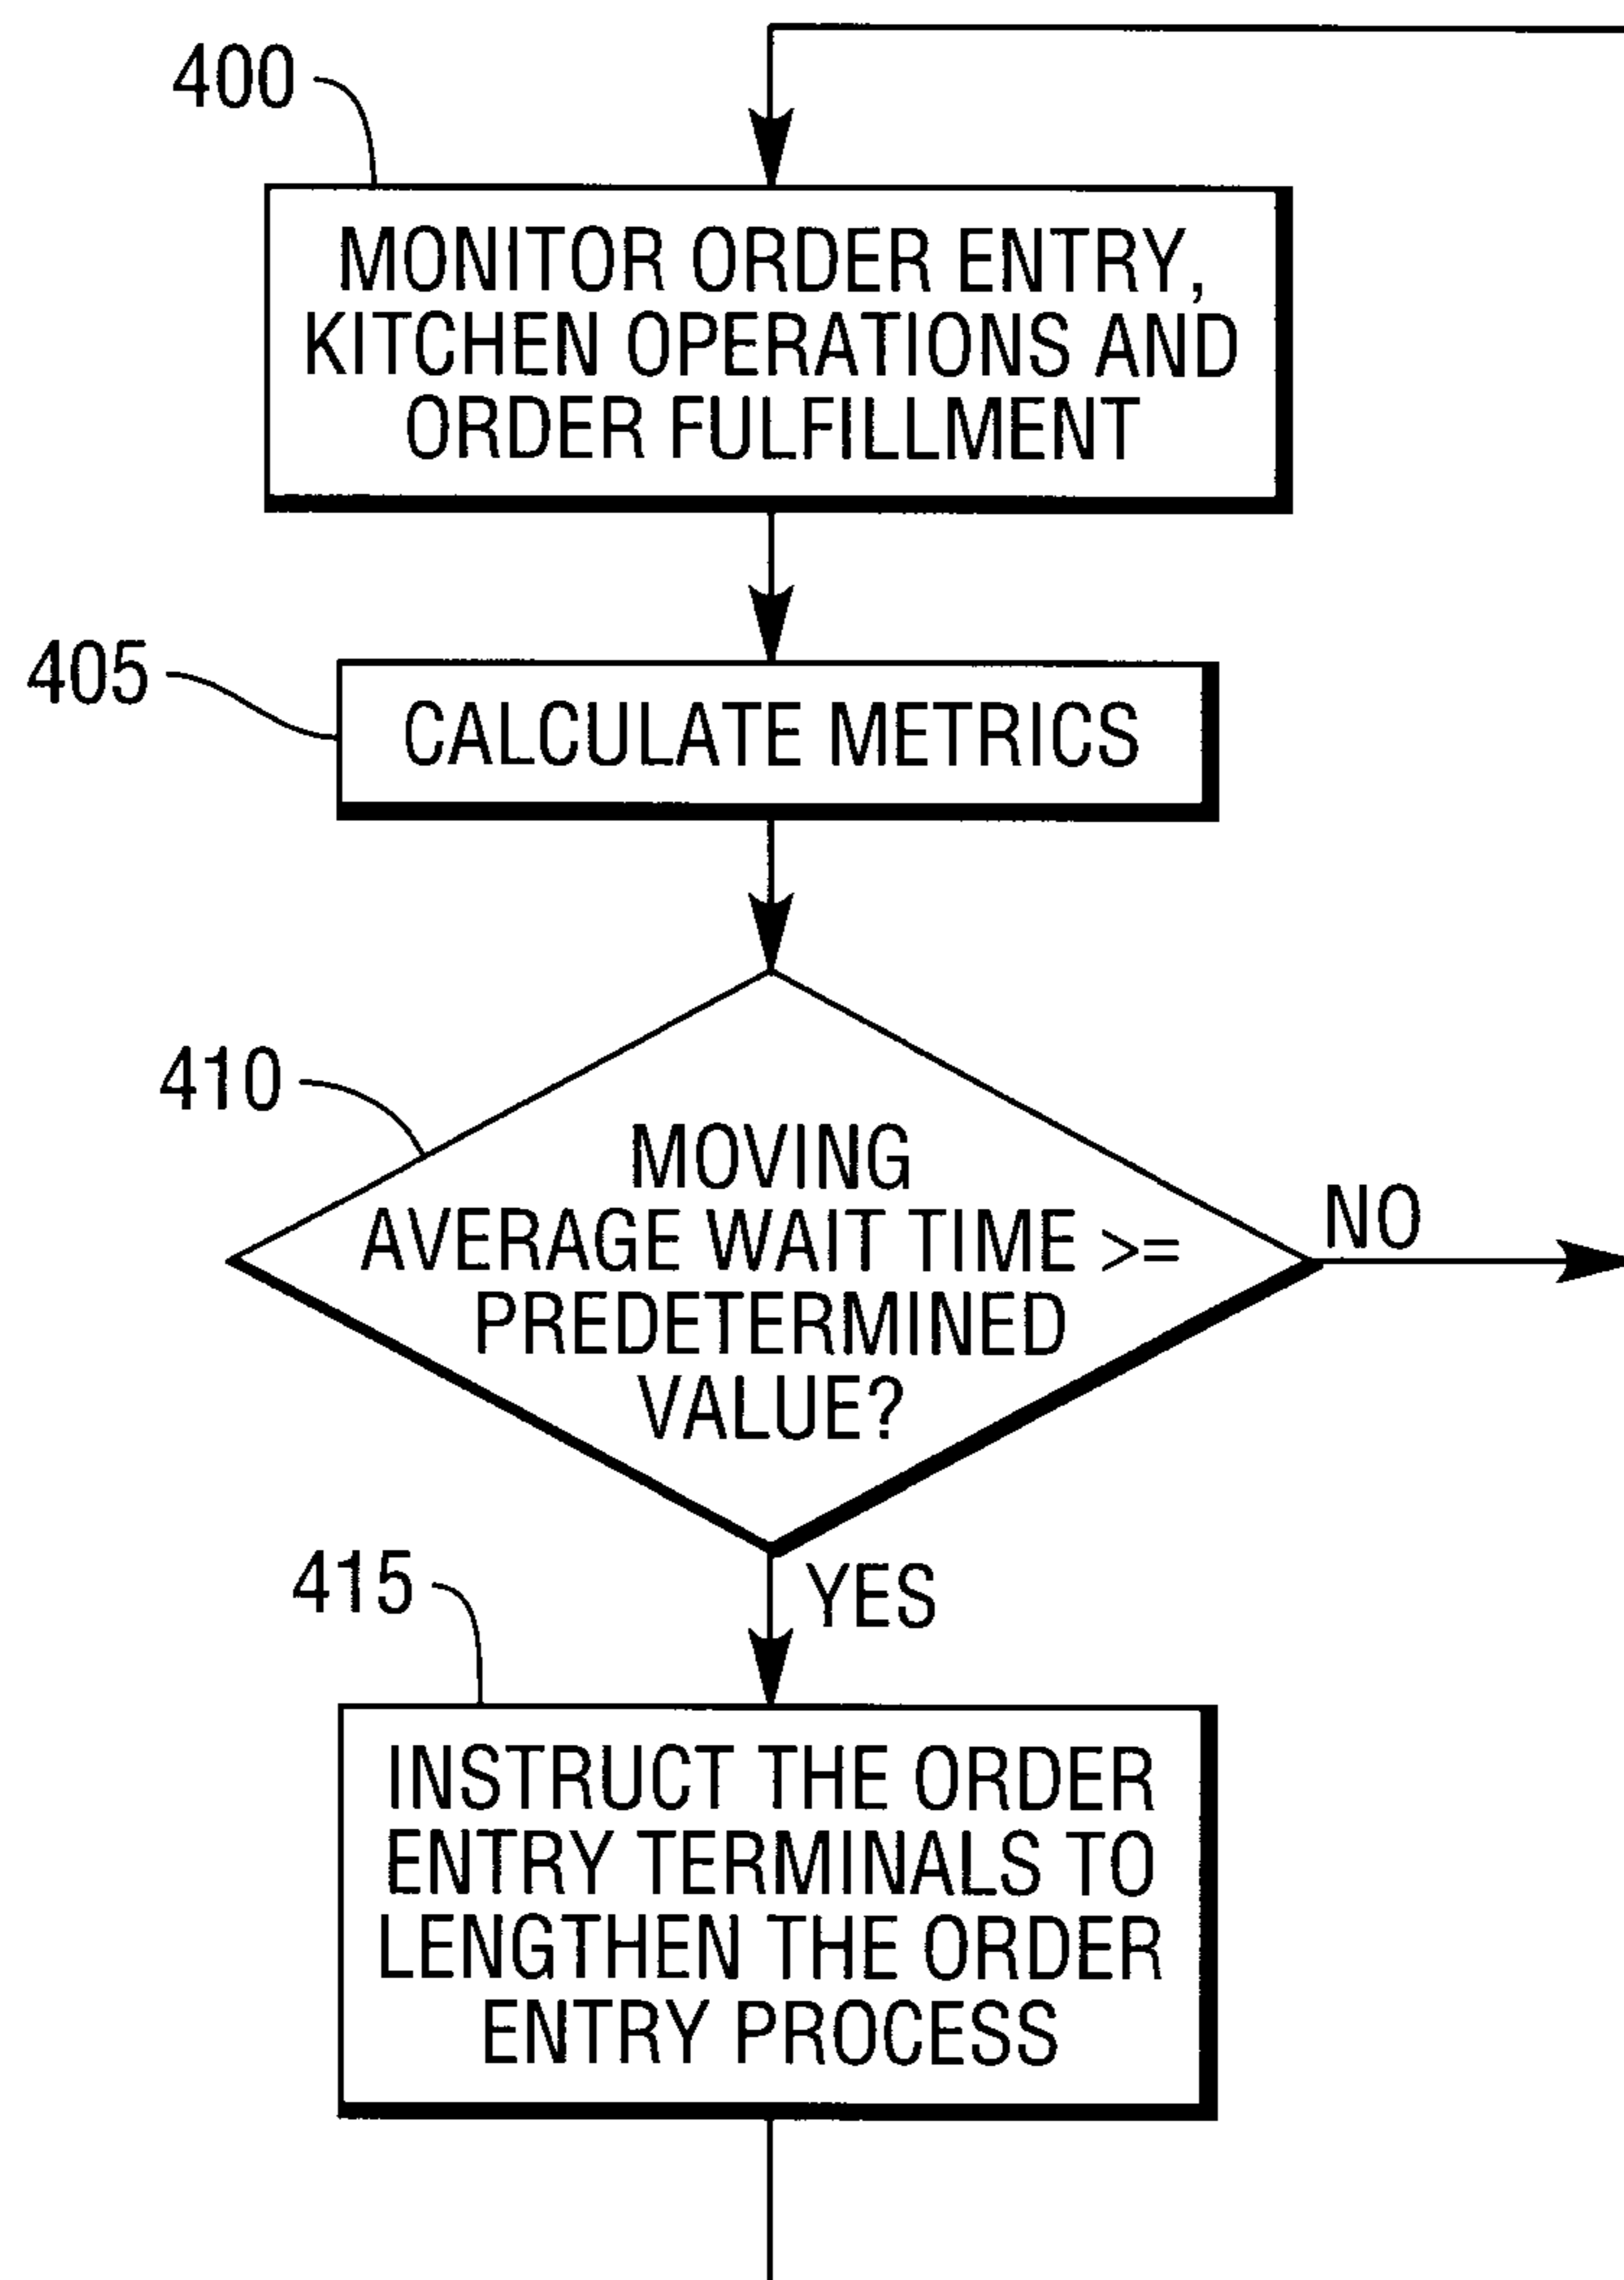 400
MONITOR ORDER ENTRY,
KITCHEN OPERATIONS AND
ORDER FULFILLMENT
405
CALCULATE METRICS
410
MOVING
AVERAGE WAIT TIME >=
PREDETERMINED
VALUE?
NO
YES
415
INSTRUCT THE ORDER
ENTRY TERMINALS TO
LENGTHEN THE ORDER
ENTRY PROCESS